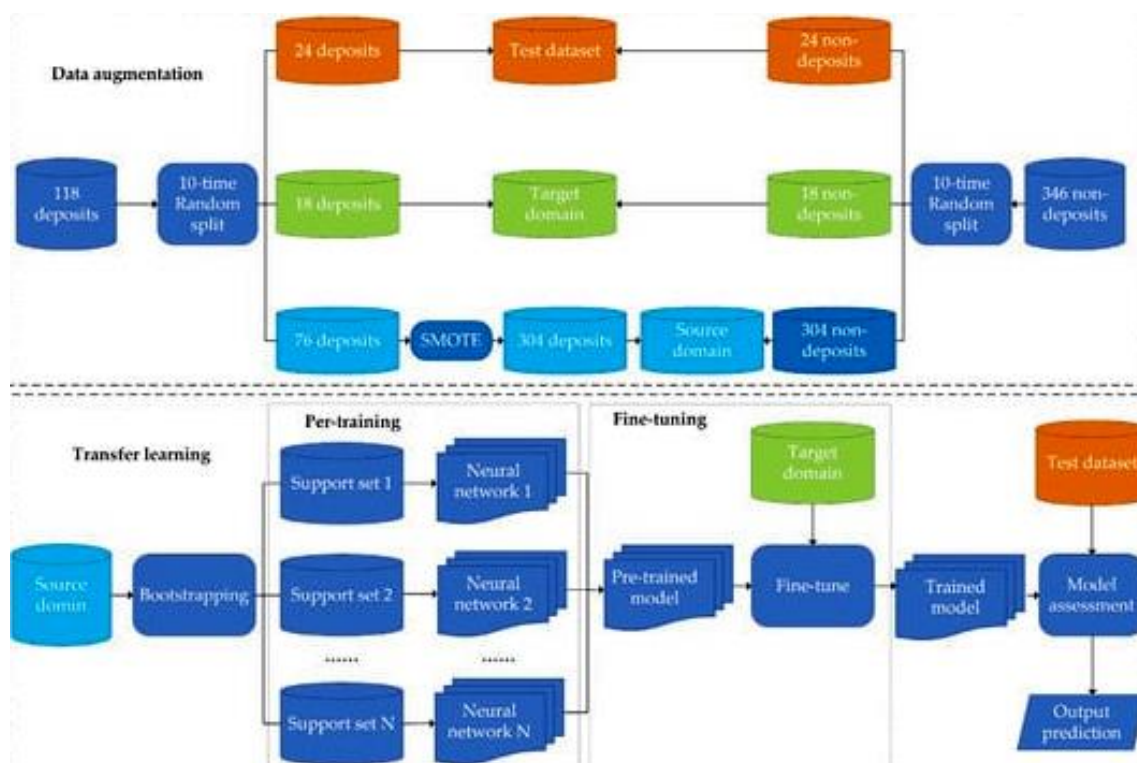 24 deposits
Test dataset
24 non-
deposits
Data augmentation
118
deposits
10-time
Random
split
18 deposits
Target
domain
18 non-
deposits
10-time
Random
split
346 non-
deposits
76 deposits
SMOTE
304 deposits
Source
domain
304 non-
deposits
Per-training
Fine-tuning
Transfer learning
Support set 1
Neural
network 1
Target
domain
Test dataset
Source
domin
Bootstrapping
Support set 2
Neural
network 2
Pre-trained
model
Fine-tune
Trained
model
Model
assessment
......
......
Support set N
Neural
network N
Output
prediction